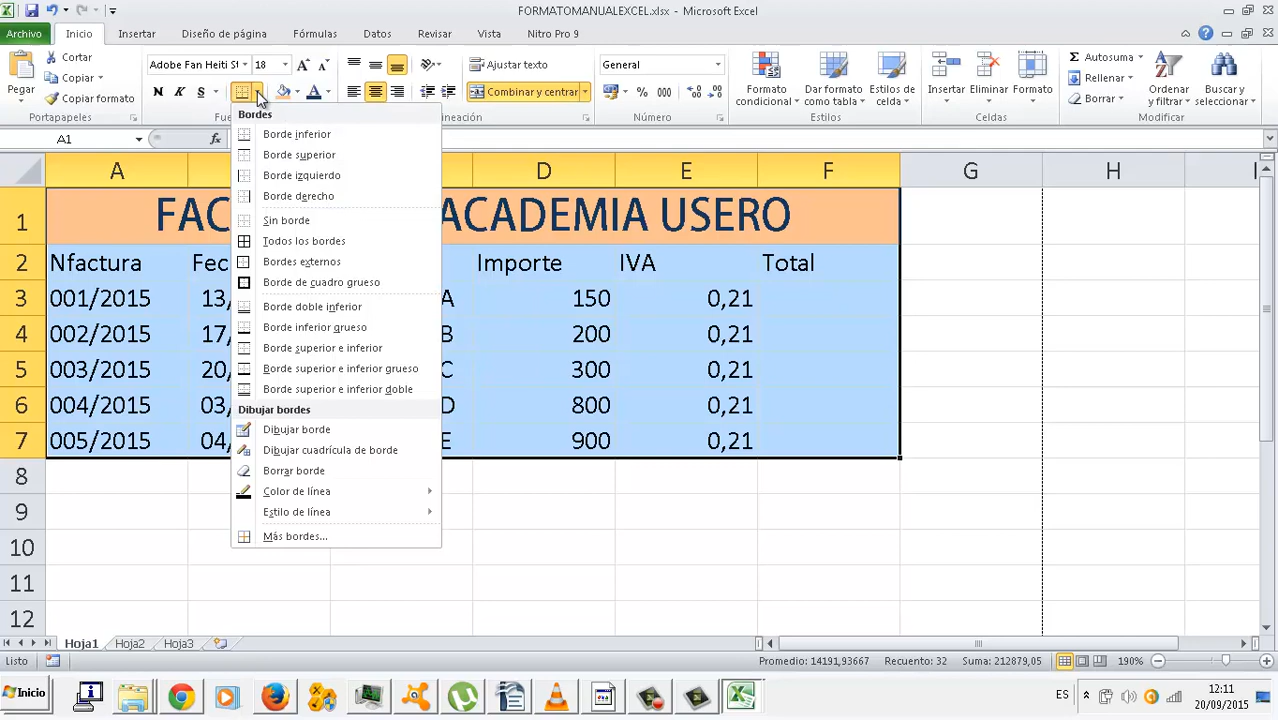 FORMATOMANUALEXCEL.xlsx - Microsoft Excel
Archivo Inicio Insertar Diseño de página Fórmulas Datos Revisar Vista Nitro Pro 9
Pegar
Cortar
Copiar
Copiar formato
Portapapeles
Adobe Fan Heiti St 18
N K S
Fue
Bordes
Borde inferior
Borde superior
Borde izquierdo
Borde derecho
Sin borde
Todos los bordes
Bordes externos
Borde de cuadro grueso
Borde doble inferior
Borde inferior grueso
Borde superior e inferior
Borde superior e inferior grueso
Borde superior e inferior doble
Dibujar bordes
Dibujar borde
Dibujar cuadrícula de borde
Borrar borde
Color de línea
Estilo de línea
Más bordes...
Ajustar texto
Combinar y centrar
lineación
General
% 000
Número
Formato condicional
Dar formato como tabla
Estilos de celda
Estilos
Insertar Eliminar Formato
Celdas
Autosuma
Rellenar
Borrar
Ordenar y filtrar
Buscar y seleccionar
Modificar
A1 fx
A D E F G H I
1 FAC ACADEMIA USERO
2 Nfactura Fec Importe IVA Total
3 001/2015 13, A 150 0,21
4 002/2015 17, B 200 0,21
5 003/2015 20, C 300 0,21
6 004/2015 03, D 800 0,21
7 005/2015 04, E 900 0,21
8
9
10
11
12
Hoja1 Hoja2 Hoja3
Listo Promedio: 14191,93667 Recuento: 32 Suma: 212879,05 190%
Inicio ES 12:11
20/09/2015